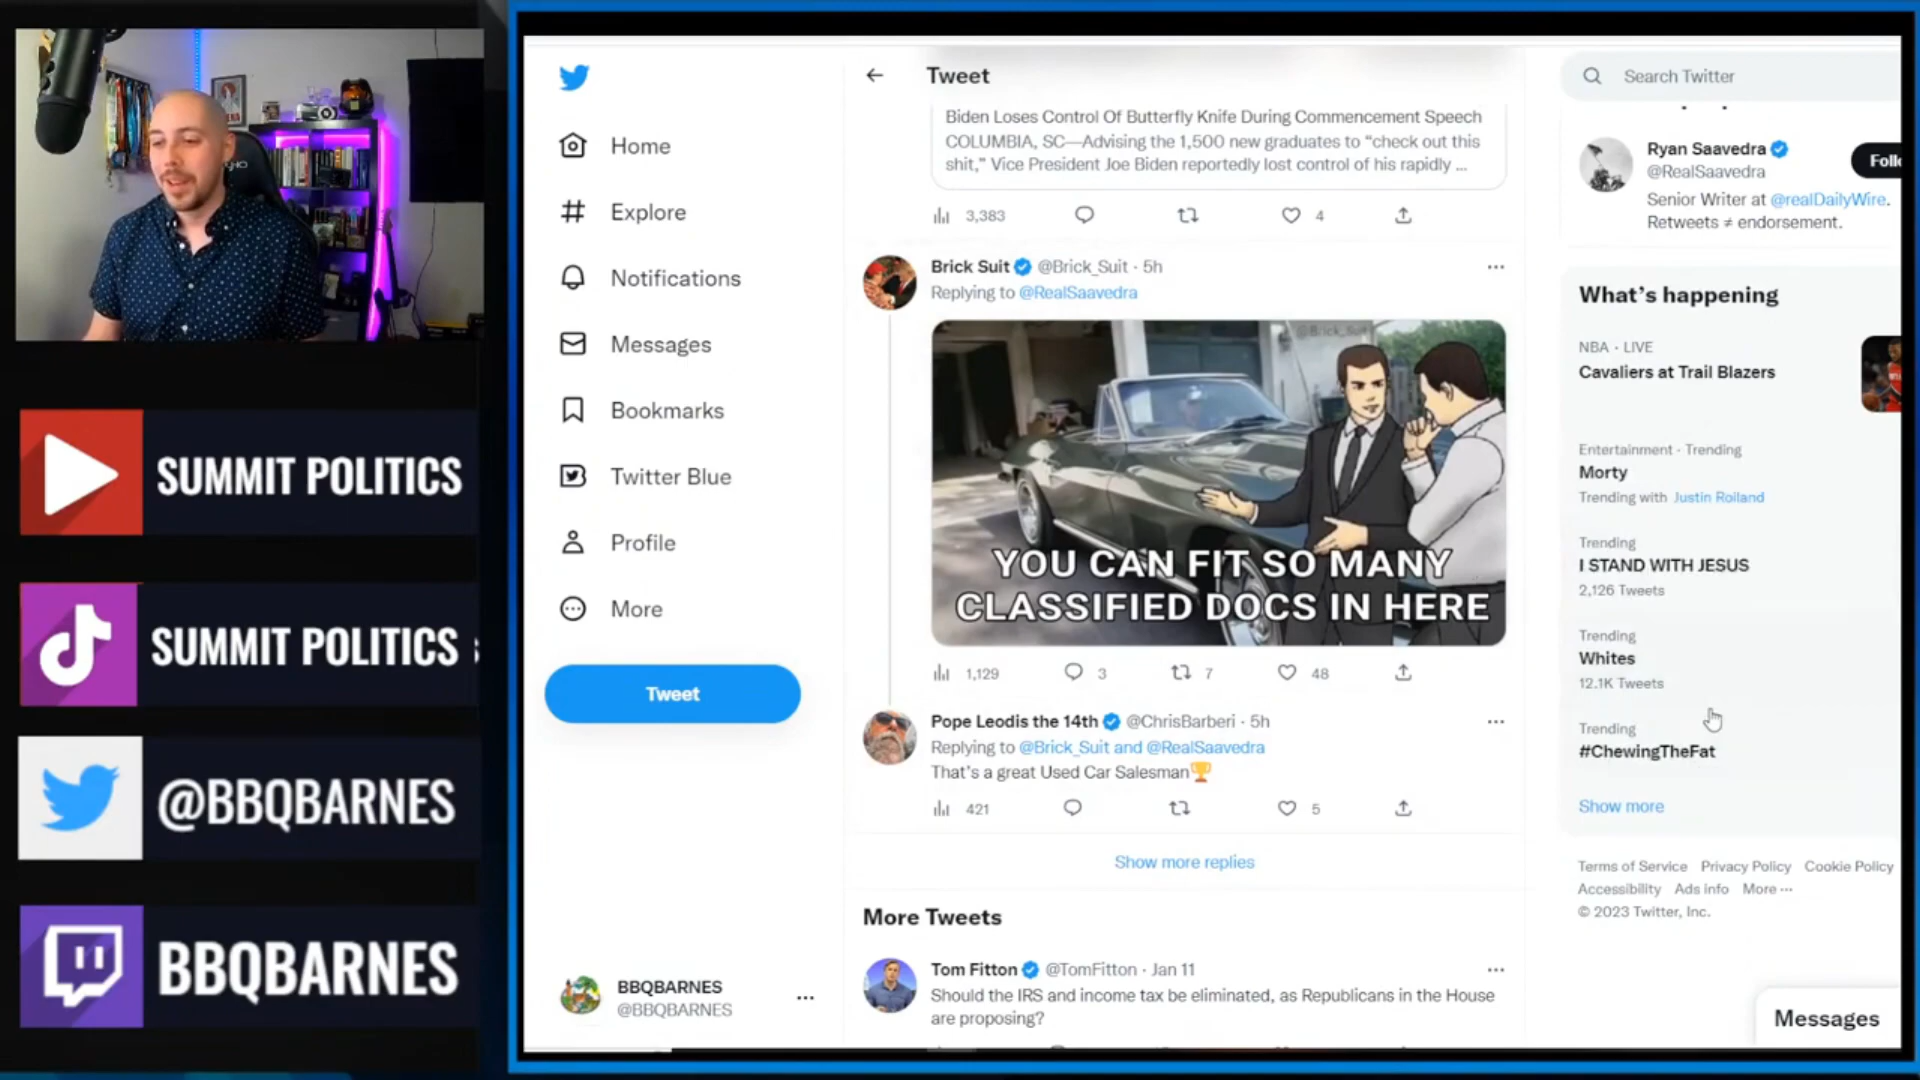 SUMMIT POLITICS
SUMMIT POLITICS
@BBQBARNES
BBQBARNES
Home
Explore
Notifications
Messages
Bookmarks
Twitter Blue
Profile
More
Tweet
BBQBARNES
@BBQBARNES
Tweet
Biden Loses Control Of Butterfly Knife During Commencement Speech
COLUMBIA, SC—Advising the 1,500 new graduates to “check out this
shit,” Vice President Joe Biden reportedly lost control of his rapidly ...
3,383 4
Brick Suit @Brick_Suit · 5h
Replying to @RealSaavedra
@Brick_Suit
YOU CAN FIT SO MANY
CLASSIFIED DOCS IN HERE
1,129 3 7 48
Pope Leodis the 14th @ChrisBarberi · 5h
Replying to @Brick_Suit and @RealSaavedra
That's a great Used Car Salesman🏆
421 5
Show more replies
More Tweets
Tom Fitton @TomFitton · Jan 11
Should the IRS and income tax be eliminated, as Republicans in the House
are proposing?
Search Twitter
Ryan Saavedra
@RealSaavedra
Follo
Senior Writer at @realDailyWire.
Retweets ≠ endorsement.
What's happening
NBA · LIVE
Cavaliers at Trail Blazers
Entertainment · Trending
Morty
Trending with Justin Roiland
Trending
I STAND WITH JESUS
2,126 Tweets
Trending
Whites
12.1K Tweets
Trending
#ChewingTheFat
Show more
Terms of Service Privacy Policy Cookie Policy
Accessibility Ads info More ···
© 2023 Twitter, Inc.
Messages